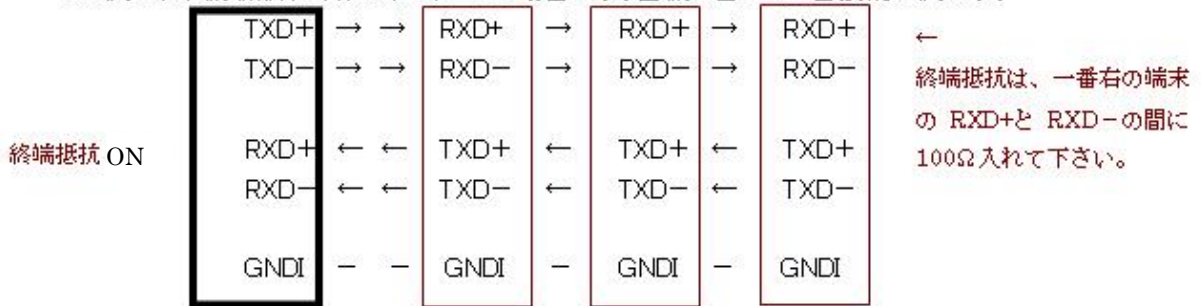 TXD+ → → RXD+ → RXD+ → RXD+ ←
TXD− → → RXD− → RXD− → RXD−
終端抵抗は、一番右の端末
の RXD+と RXD−の間に
100Ω入れて下さい。
終端抵抗 ON RXD+ ← ← TXD+ ← TXD+ ← TXD+
RXD− ← ← TXD− ← TXD− ← TXD−
GNDI − − GNDI − GNDI − GNDI